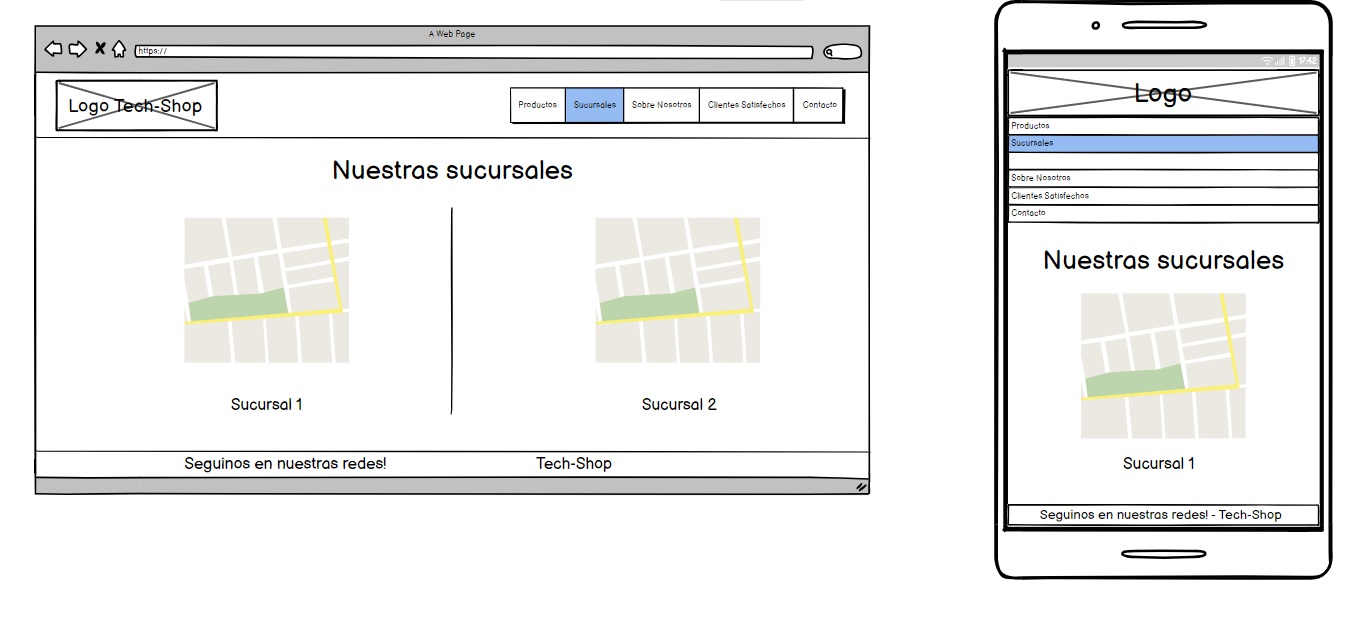 A Web Page
https://
Logo Tech-Shop
Productos
Sucursales
Sobre Nosotros
Clientes Satisfechos
Contacto
Nuestras sucursales
Sucursal 1
Sucursal 2
Seguinos en nuestras redes!
Tech-Shop
17:42
Logo
Productos
Sucursales
Sobre Nosotros
Clientes Satisfechos
Contacto
Nuestras sucursales
Sucursal 1
Seguinos en nuestras redes! - Tech-Shop